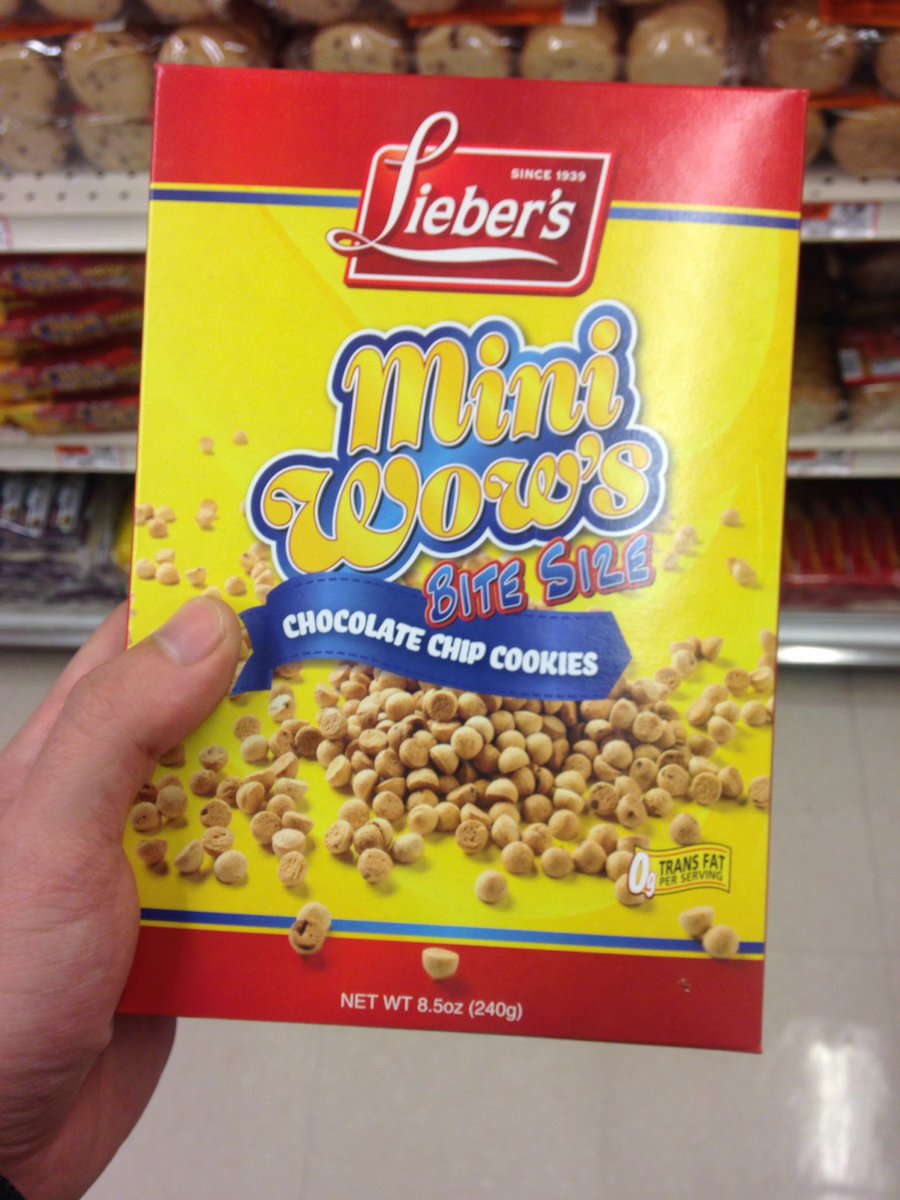 SINCE 1939
Lieber's
Mini
Wow's
BITE SIZE
CHOCOLATE CHIP COOKIES
0g TRANS FAT
PER SERVING
NET WT 8.5oz (240g)